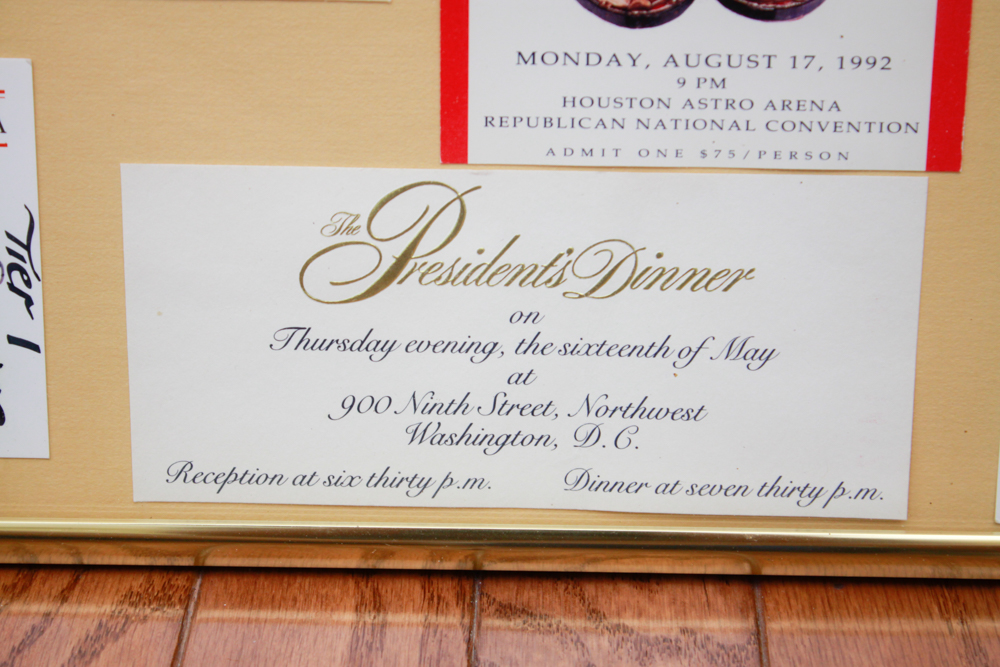 MONDAY, AUGUST 17, 1992
9 PM
HOUSTON ASTRO ARENA
REPUBLICAN NATIONAL CONVENTION
ADMIT ONE $75/PERSON
A
Tier 1
The President's Dinner
on
Thursday evening, the sixteenth of May
at
900 Ninth Street, Northwest
Washington, D.C.
Reception at six thirty p.m.
Dinner at seven thirty p.m.